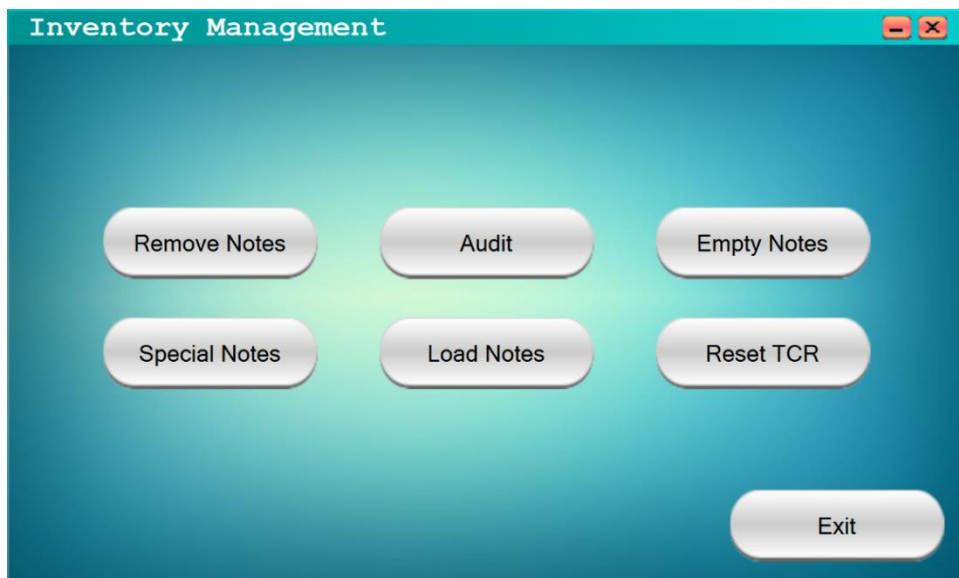 Inventory Management
Remove Notes
Audit
Empty Notes
Special Notes
Load Notes
Reset TCR
Exit